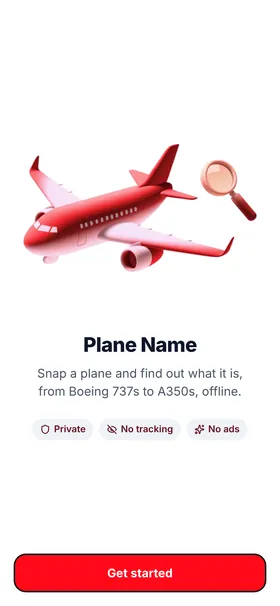 Plane Name
Snap a plane and find out what it is,
from Boeing 737s to A350s, offline.
Private No tracking No ads
Get started